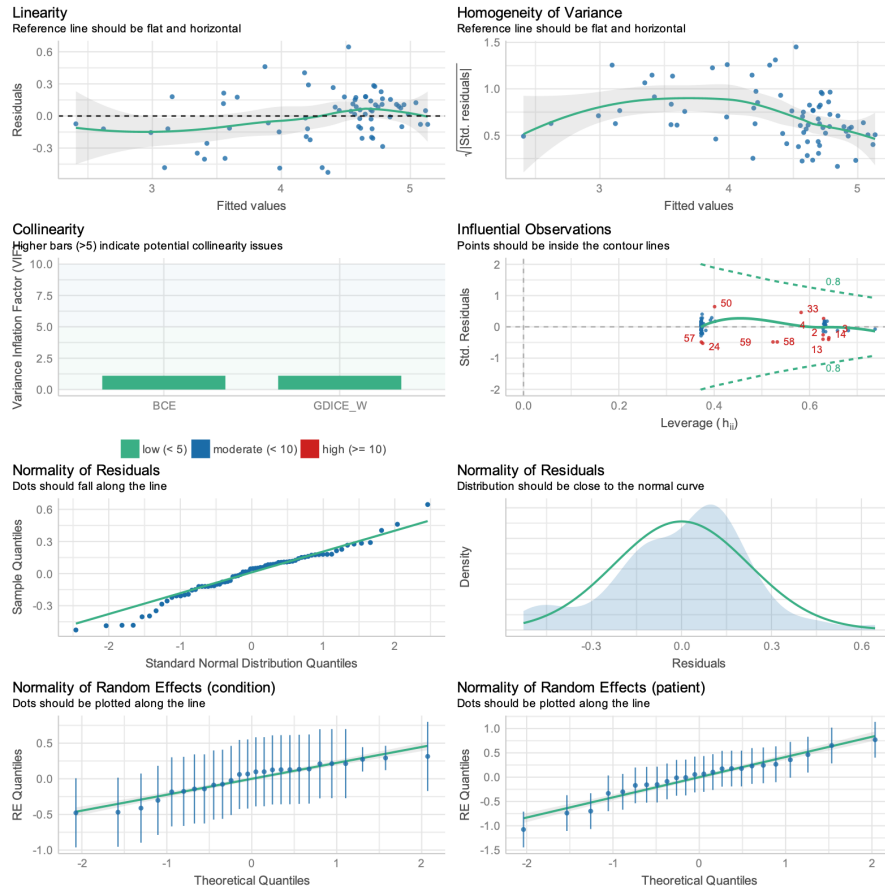 Linearity
Reference line should be flat and horizontal
Residuals
0.6
0.3
0.0
-0.3
3
4
5
Fitted values
Homogeneity of Variance
Reference line should be flat and horizontal
√|Std. residuals|
1.5
1.0
0.5
3
4
5
Fitted values
Collinearity
Higher bars (>5) indicate potential collinearity issues
Variance Inflation Factor (VIF)
10.0
7.5
5.0
2.5
0.0
BCE
GDICE_W
low (< 5)
moderate (< 10)
high (>= 10)
Influential Observations
Points should be inside the contour lines
Std. Residuals
2
1
0
-1
-2
0.8
50
33
4
3
2
14
57
24
59
58
13
0.8
0.0
0.2
0.4
0.6
Leverage (hii)
Normality of Residuals
Dots should fall along the line
Sample Quantiles
0.6
0.3
0.0
-0.3
-2
-1
0
1
2
Standard Normal Distribution Quantiles
Normality of Residuals
Distribution should be close to the normal curve
Density
-0.3
0.0
0.3
0.6
Residuals
Normality of Random Effects (condition)
Dots should be plotted along the line
RE Quantiles
0.5
0.0
-0.5
-1.0
-2
-1
0
1
2
Theoretical Quantiles
Normality of Random Effects (patient)
Dots should be plotted along the line
RE Quantiles
1.0
0.5
0.0
-0.5
-1.0
-1.5
-2
-1
0
1
2
Theoretical Quantiles